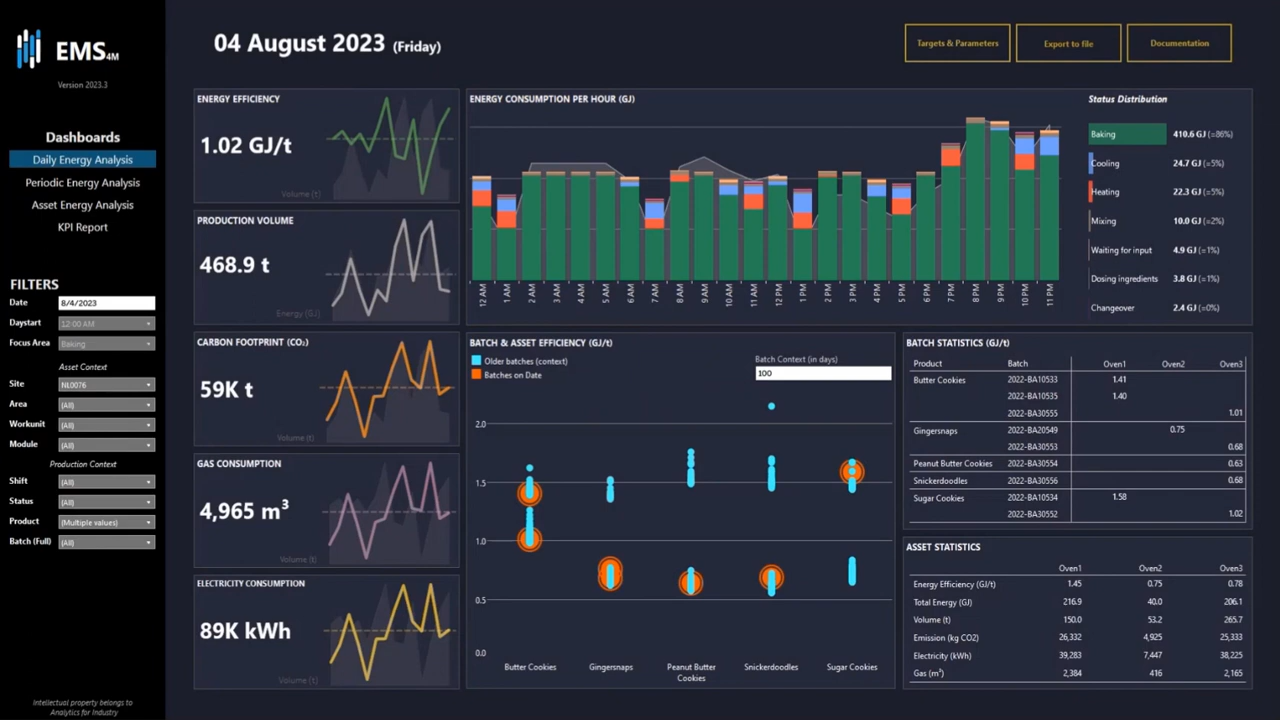 EMS4M
Version 2023.3
Dashboards
Daily Energy Analysis
Periodic Energy Analysis
Asset Energy Analysis
KPI Report
FILTERS
Date 8/4/2023
Daystart 12:00 AM
Focus Area Baking
Asset Context
Site NL0076
Area (All)
Workunit (All)
Module (All)
Production Context
Shift (All)
Status (All)
Product (Multiple values)
Batch (Full) (All)
Intellectual property belongs to
Analytics for Industry
04 August 2023 (Friday)
Targets & Parameters
Export to file
Documentation
ENERGY EFFICIENCY
1.02 GJ/t
Volume (t)
PRODUCTION VOLUME
468.9 t
Energy (GJ)
CARBON FOOTPRINT (CO₂)
59K t
Volume (t)
GAS CONSUMPTION
4,965 m³
Volume (t)
ELECTRICITY CONSUMPTION
89K kWh
Volume (t)
ENERGY CONSUMPTION PER HOUR (GJ)
12 AM 1 AM 2 AM 3 AM 4 AM 5 AM 6 AM 7 AM 8 AM 9 AM 10 AM 11 AM 12 PM 1 PM 2 PM 3 PM 4 PM 5 PM 6 PM 7 PM 8 PM 9 PM 10 PM 11 PM
Status Distribution
Baking 410.6 GJ (≈86%)
Cooling 24.7 GJ (≈5%)
Heating 22.3 GJ (≈5%)
Mixing 10.0 GJ (≈2%)
Waiting for input 4.9 GJ (≈1%)
Dosing ingredients 3.8 GJ (≈1%)
Changeover 2.4 GJ (≈0%)
BATCH & ASSET EFFICIENCY (GJ/t)
Older batches (context)
Batches on Date
Batch Context (in days)
100
2.0
1.5
1.0
0.5
0.0
Butter Cookies Gingersnaps Peanut Butter Snickerdoodles Sugar Cookies
Cookies
BATCH STATISTICS (GJ/t)
Product Batch Oven1 Oven2 Oven3
Butter Cookies 2022-BA10533 1.41
2022-BA10535 1.40
2022-BA30555 1.01
Gingersnaps 2022-BA20549 0.75
2022-BA30553 0.68
Peanut Butter Cookies 2022-BA30554 0.63
Snickerdoodles 2022-BA30556 0.68
Sugar Cookies 2022-BA10534 1.58
2022-BA30552 1.02
ASSET STATISTICS
Oven1 Oven2 Oven3
Energy Efficiency (GJ/t) 1.45 0.75 0.78
Total Energy (GJ) 216.9 40.0 206.1
Volume (t) 150.0 53.2 265.7
Emission (kg CO2) 26,332 4,925 25,333
Electricity (kWh) 39,283 7,447 38,225
Gas (m³) 2,384 416 2,165